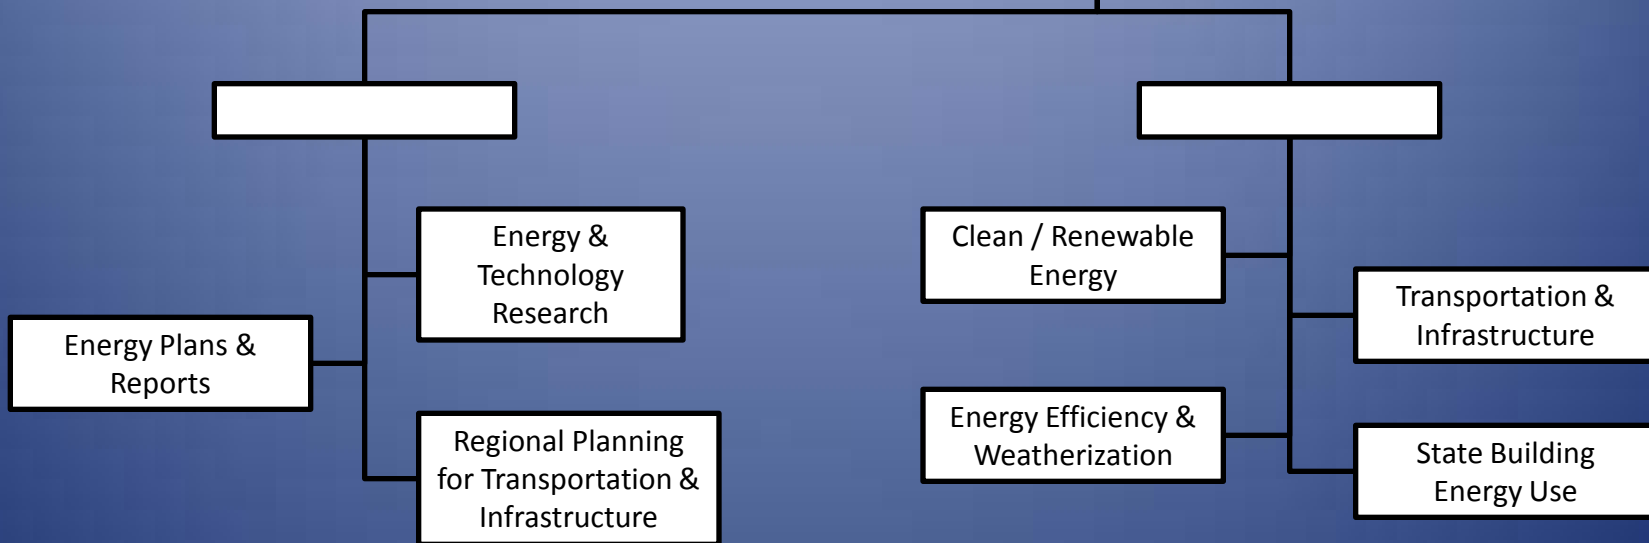 Energy &
Technology
Research
Energy Plans &
Reports
Regional Planning
for Transportation &
Infrastructure
Clean / Renewable
Energy
Transportation &
Infrastructure
Energy Efficiency &
Weatherization
State Building
Energy Use